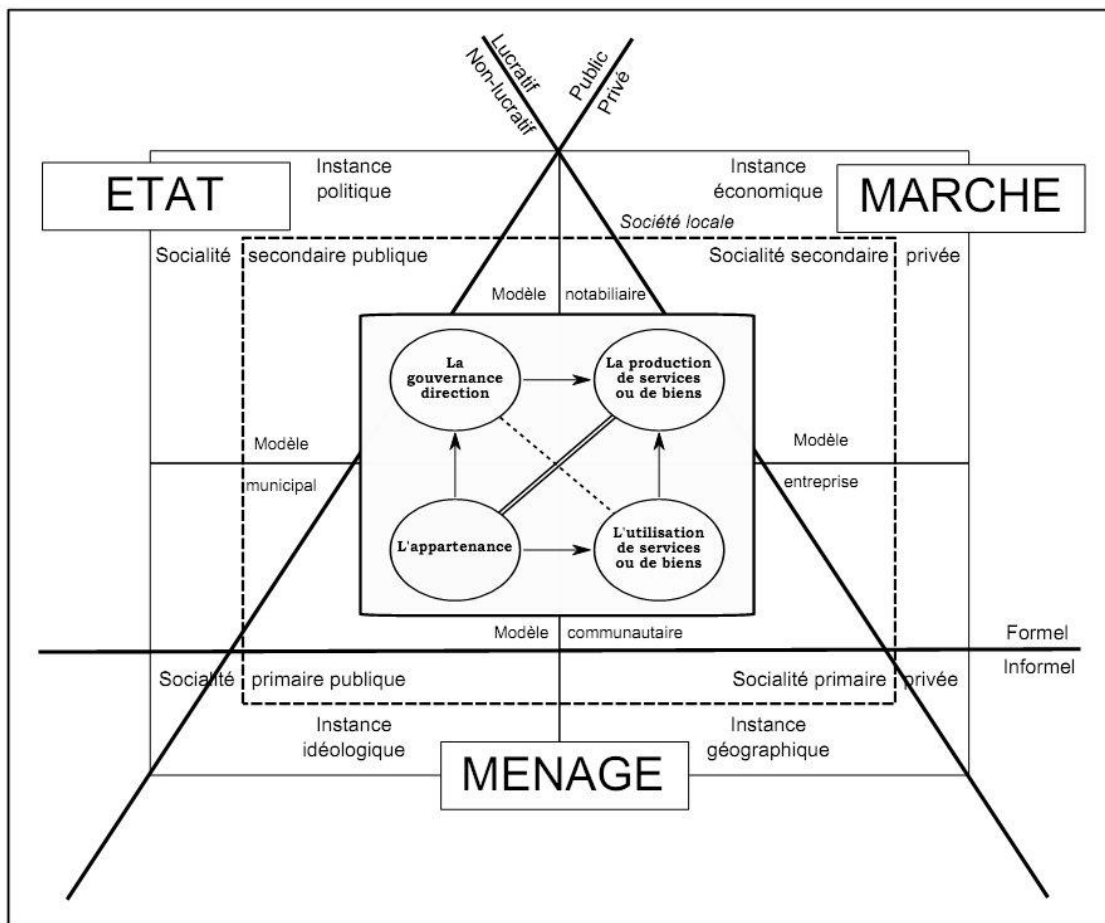 Lucratif
Non-lucratif
Public
Privé
Instance
politique
Instance
économique
ETAT
MARCHE
Société locale
Socialité secondaire publique
Socialité secondaire privée
Modèle notabiliaire
La
gouvernance
direction
La production
de services
ou de biens
Modèle
municipal
Modèle
entreprise
L'appartenance
L'utilisation
de services
ou de biens
Modèle communautaire
Formel
Informel
Socialité primaire publique
Socialité primaire privée
Instance
idéologique
Instance
géographique
MENAGE